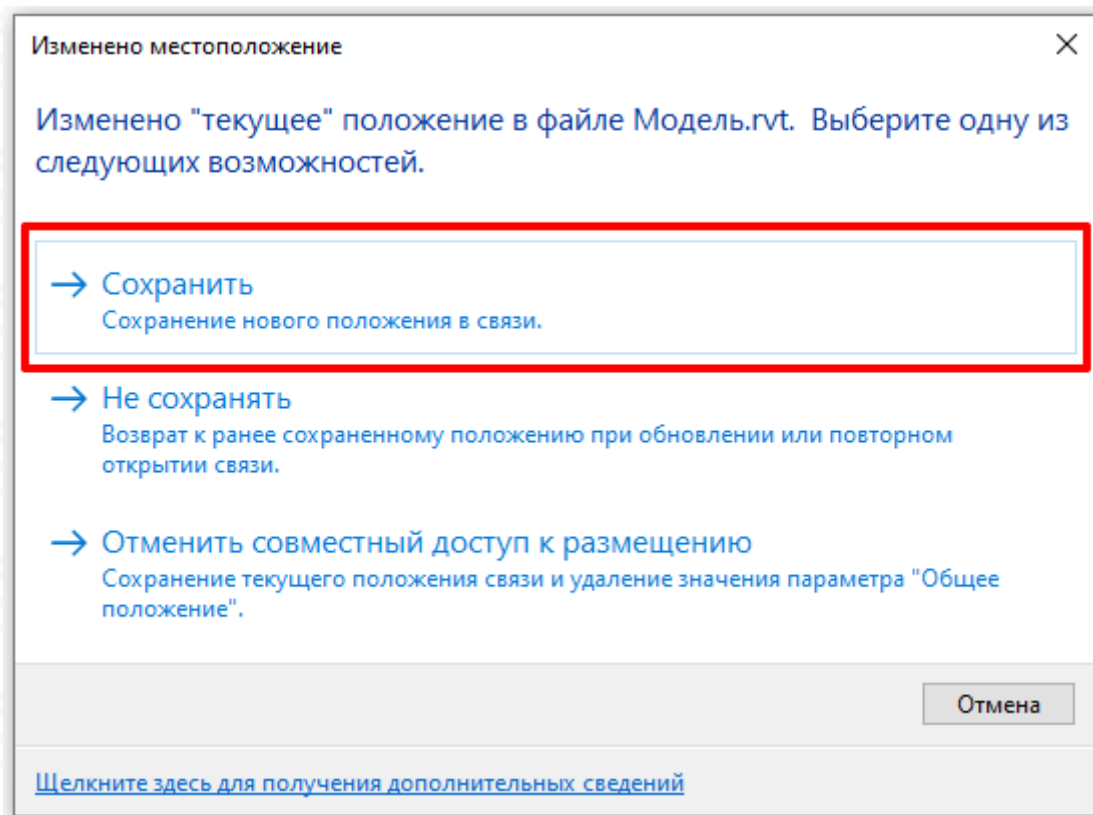 Изменено местоположение
Изменено "текущее" положение в файле Модель.rvt. Выберите одну из
следующих возможностей.
Сохранить
Сохранение нового положения в связи.
Не сохранять
Возврат к ранее сохраненному положению при обновлении или повторном
открытии связи.
Отменить совместный доступ к размещению
Сохранение текущего положения связи и удаление значения параметра "Общее
положение".
Отмена
Щелкните здесь для получения дополнительных сведений